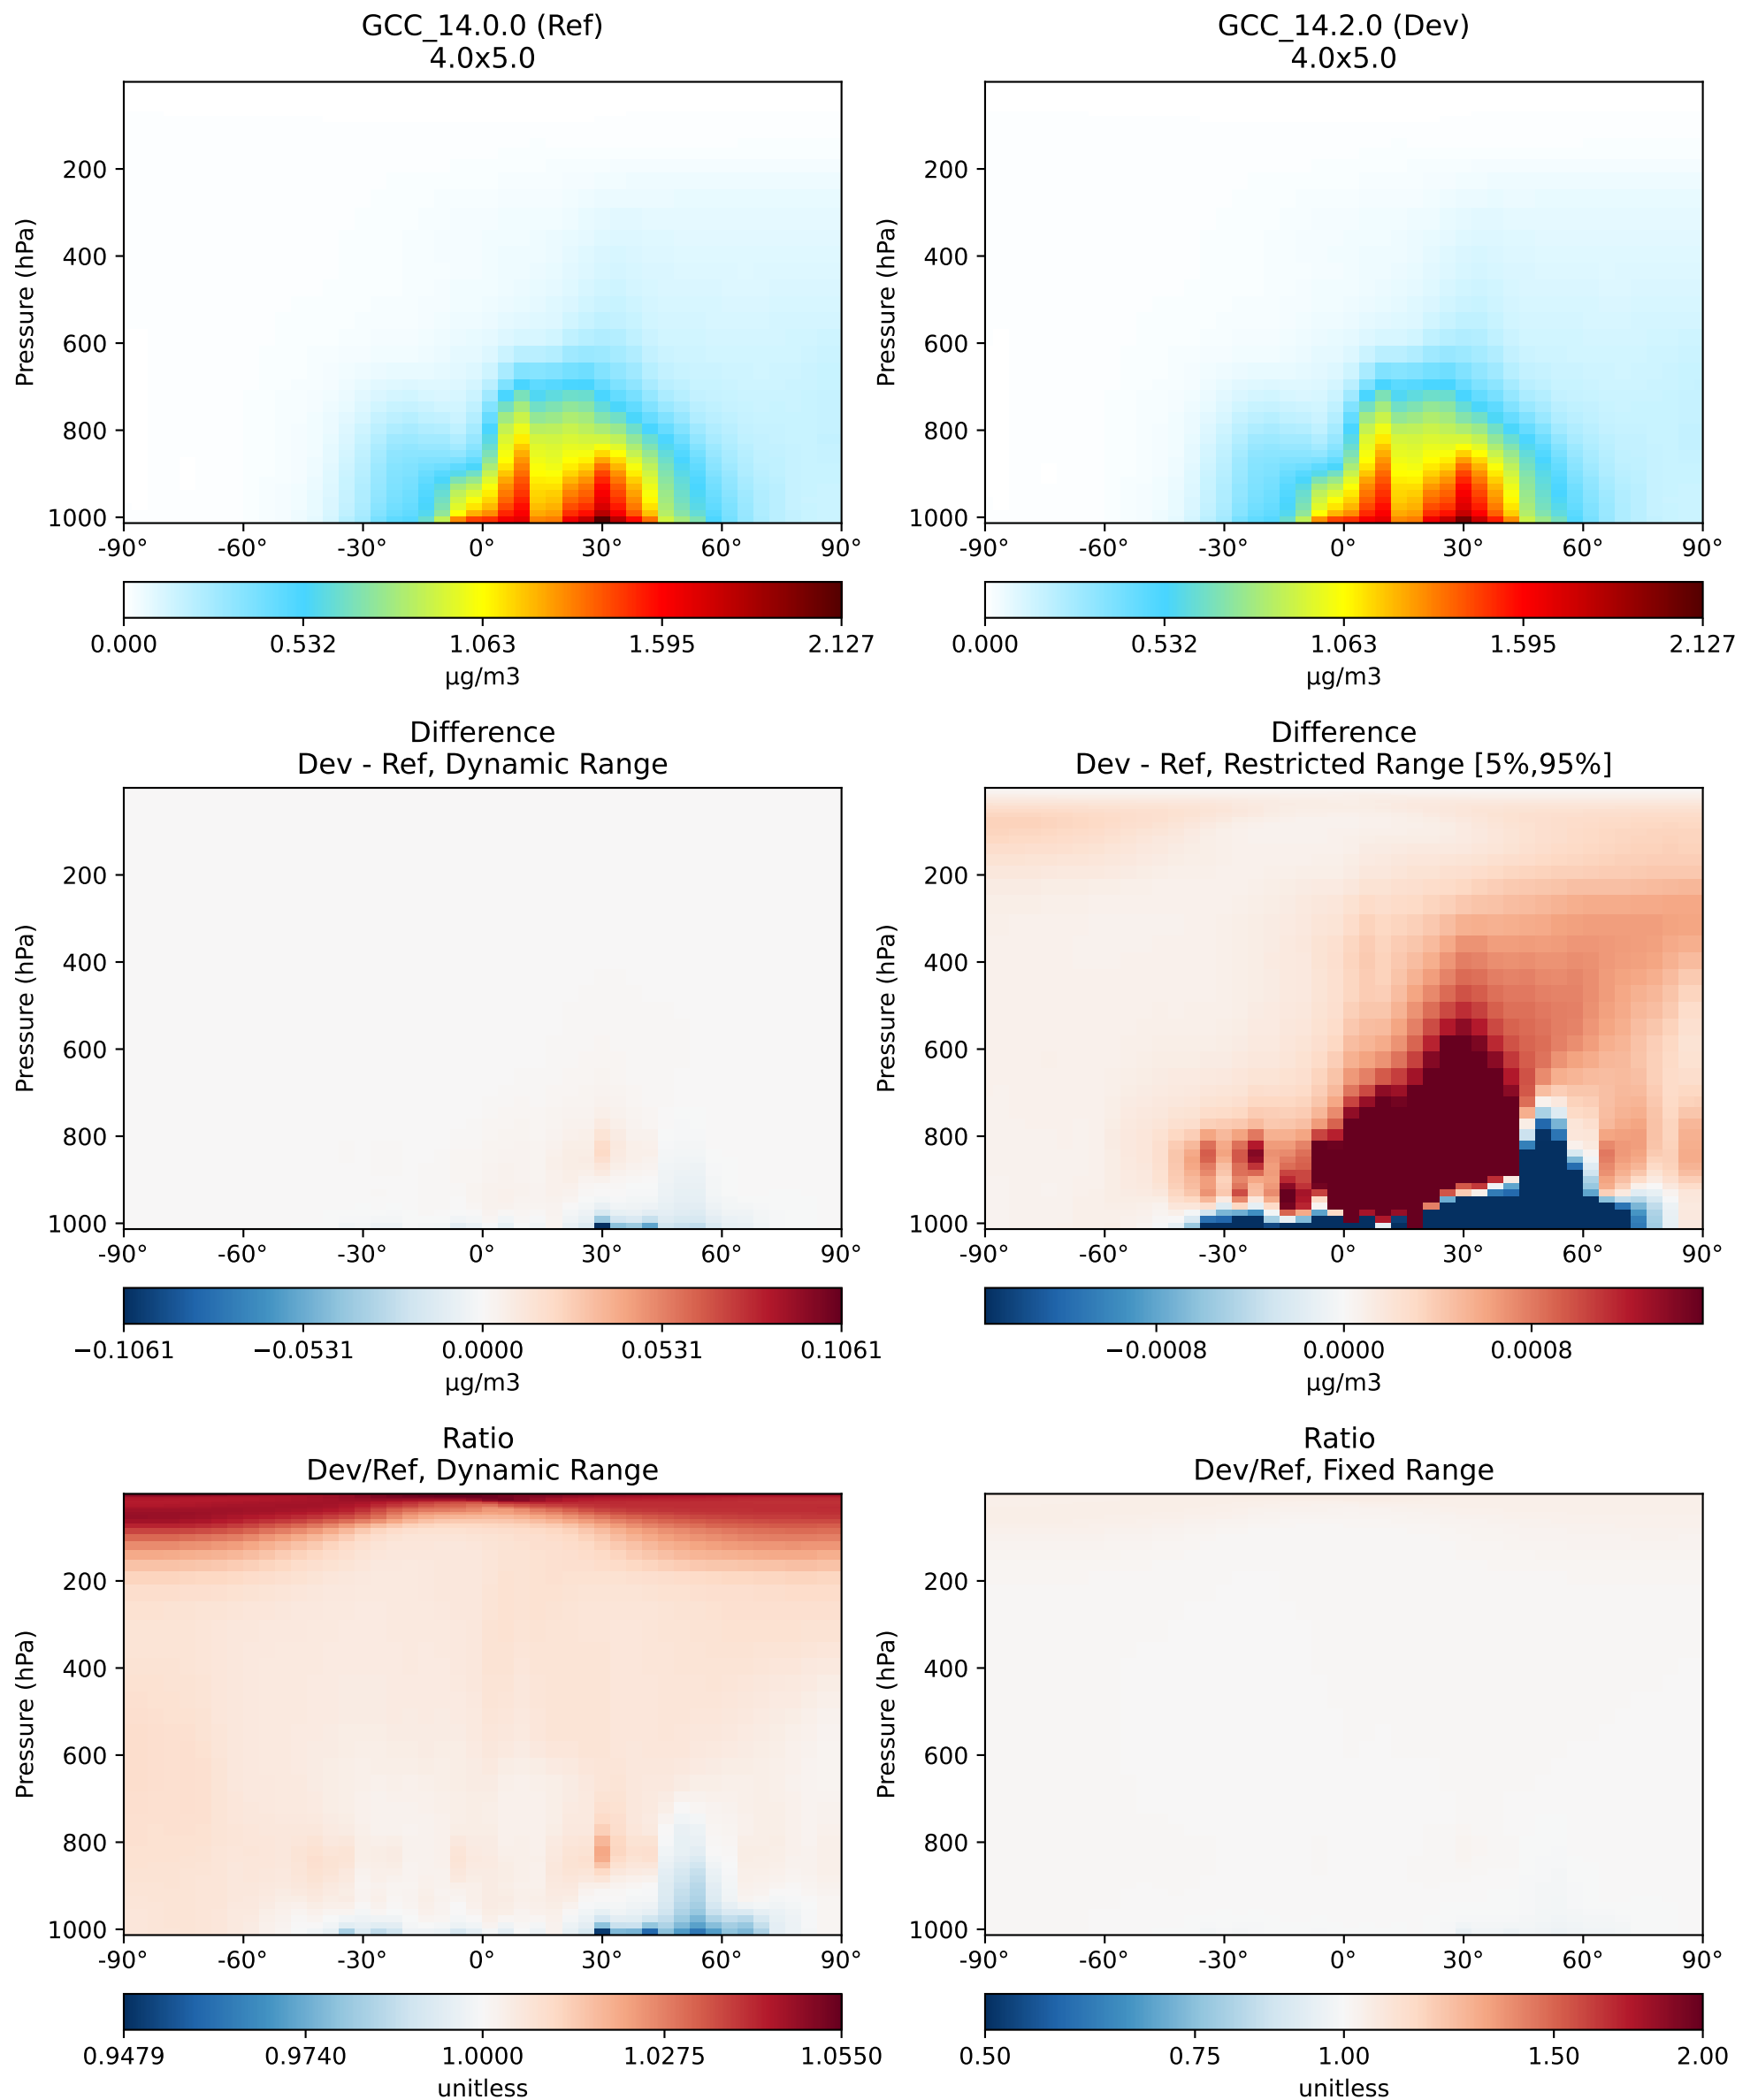 GCC_14.0.0 (Ref)
4.0x5.0
Pressure (hPa)
200
400
600
800
1000
-90° -60° -30° 0° 30° 60° 90°
0.000 0.532 1.063 1.595 2.127
µg/m3
GCC_14.2.0 (Dev)
4.0x5.0
Pressure (hPa)
200
400
600
800
1000
-90° -60° -30° 0° 30° 60° 90°
0.000 0.532 1.063 1.595 2.127
µg/m3
Difference
Dev - Ref, Dynamic Range
Pressure (hPa)
200
400
600
800
1000
-90° -60° -30° 0° 30° 60° 90°
−0.1061 −0.0531 0.0000 0.0531 0.1061
µg/m3
Difference
Dev - Ref, Restricted Range [5%,95%]
Pressure (hPa)
200
400
600
800
1000
-90° -60° -30° 0° 30° 60° 90°
−0.0008 0.0000 0.0008
µg/m3
Ratio
Dev/Ref, Dynamic Range
Pressure (hPa)
200
400
600
800
1000
-90° -60° -30° 0° 30° 60° 90°
0.9479 0.9740 1.0000 1.0275 1.0550
unitless
Ratio
Dev/Ref, Fixed Range
Pressure (hPa)
200
400
600
800
1000
-90° -60° -30° 0° 30° 60° 90°
0.50 0.75 1.00 1.50 2.00
unitless